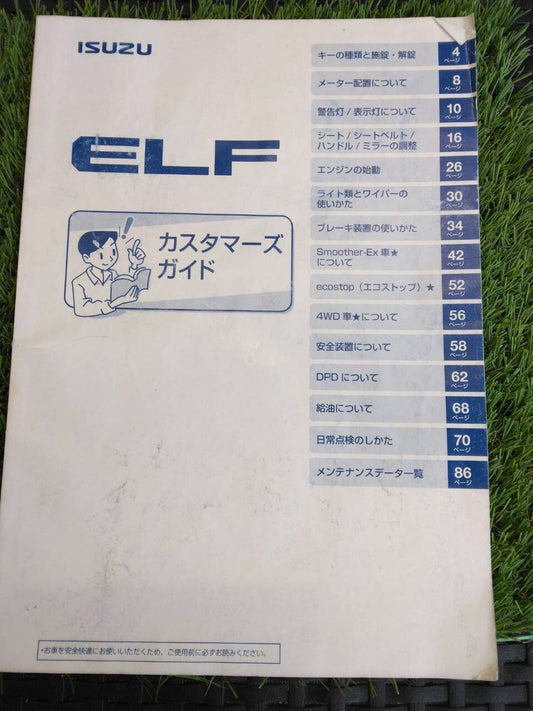 ISUZU
ELF
カスタマーズ
ガイド
キーの種類と施錠・解錠
4
ページ
メーター配置について
8
ページ
警告灯/表示灯について
10
ページ
シート/シートベルト/
ハンドル/ミラーの調整
16
ページ
エンジンの始動
26
ページ
ライト類とワイパーの
使いかた
30
ページ
ブレーキ装置の使いかた
34
ページ
Smoother-Ex 車★
について
42
ページ
ecostop（エコストップ）★
52
ページ
4WD 車★について
56
ページ
安全装置について
58
ページ
DPD について
62
ページ
給油について
68
ページ
日常点検のしかた
70
ページ
メンテナンスデータ一覧
86
ページ
・お車を安全快適にお使いいただくため、ご使用前に必ずお読みください。